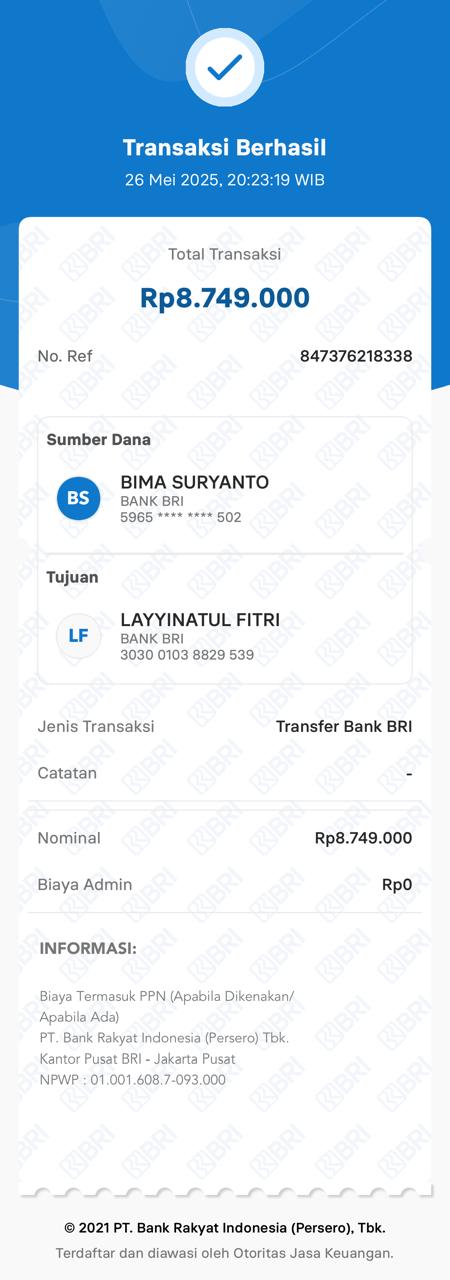 Transaksi Berhasil
26 Mei 2025, 20:23:19 WIB
Total Transaksi
Rp8.749.000
No. Ref 847376218338
Sumber Dana
BS
BIMA SURYANTO
BANK BRI
5965 **** **** 502
Tujuan
LF
LAYYINATUL FITRI
BANK BRI
3030 0103 8829 539
Jenis Transaksi Transfer Bank BRI
Catatan -
Nominal Rp8.749.000
Biaya Admin Rp0
INFORMASI:
Biaya Termasuk PPN (Apabila Dikenakan/
Apabila Ada)
PT. Bank Rakyat Indonesia (Persero) Tbk.
Kantor Pusat BRI - Jakarta Pusat
NPWP : 01.001.608.7-093.000
© 2021 PT. Bank Rakyat Indonesia (Persero), Tbk.
Terdaftar dan diawasi oleh Otoritas Jasa Keuangan.